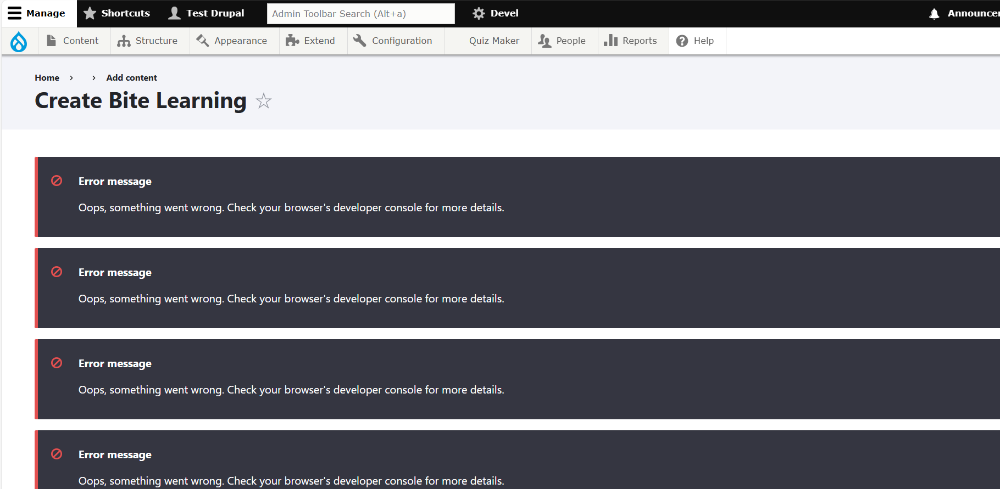 Manage Shortcuts Test Drupal Admin Toolbar Search (Alt+a) Devel
Content Structure Appearance Extend Configuration Quiz Maker People Reports Help
Home › › Add content
Create Bite Learning
Error message
Oops, something went wrong. Check your browser's developer console for more details.
Error message
Oops, something went wrong. Check your browser's developer console for more details.
Error message
Oops, something went wrong. Check your browser's developer console for more details.
Error message
Oops, something went wrong. Check your browser's developer console for more details.